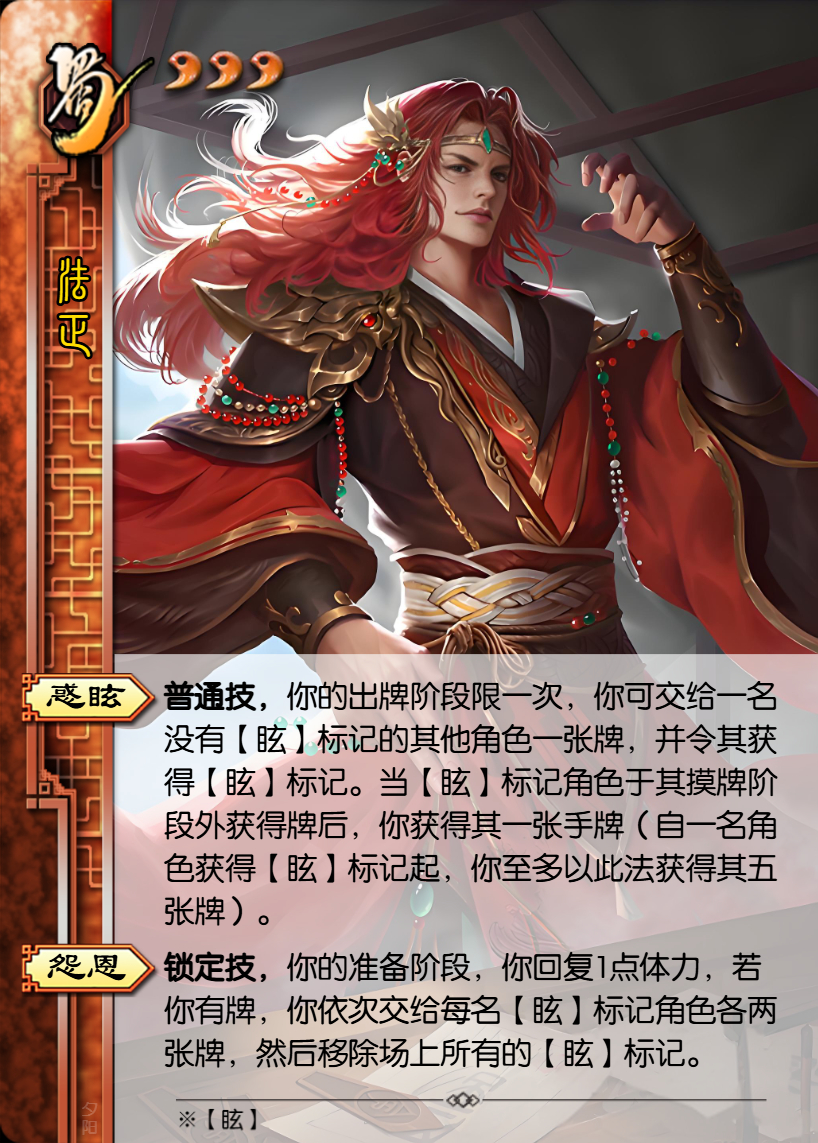 蜀
法正
惑眩
普通技，你的出牌阶段限一次，你可交给一名
没有【眩】标记的其他角色一张牌，并令其获
得【眩】标记。当【眩】标记角色于其摸牌阶
段外获得牌后，你获得其一张手牌（自一名角
色获得【眩】标记起，你至多以此法获得其五
张牌）。
怨恩
锁定技，你的准备阶段，你回复1点体力，若
你有牌，你依次交给每名【眩】标记角色各两
张牌，然后移除场上所有的【眩】标记。
※【眩】
夕阳